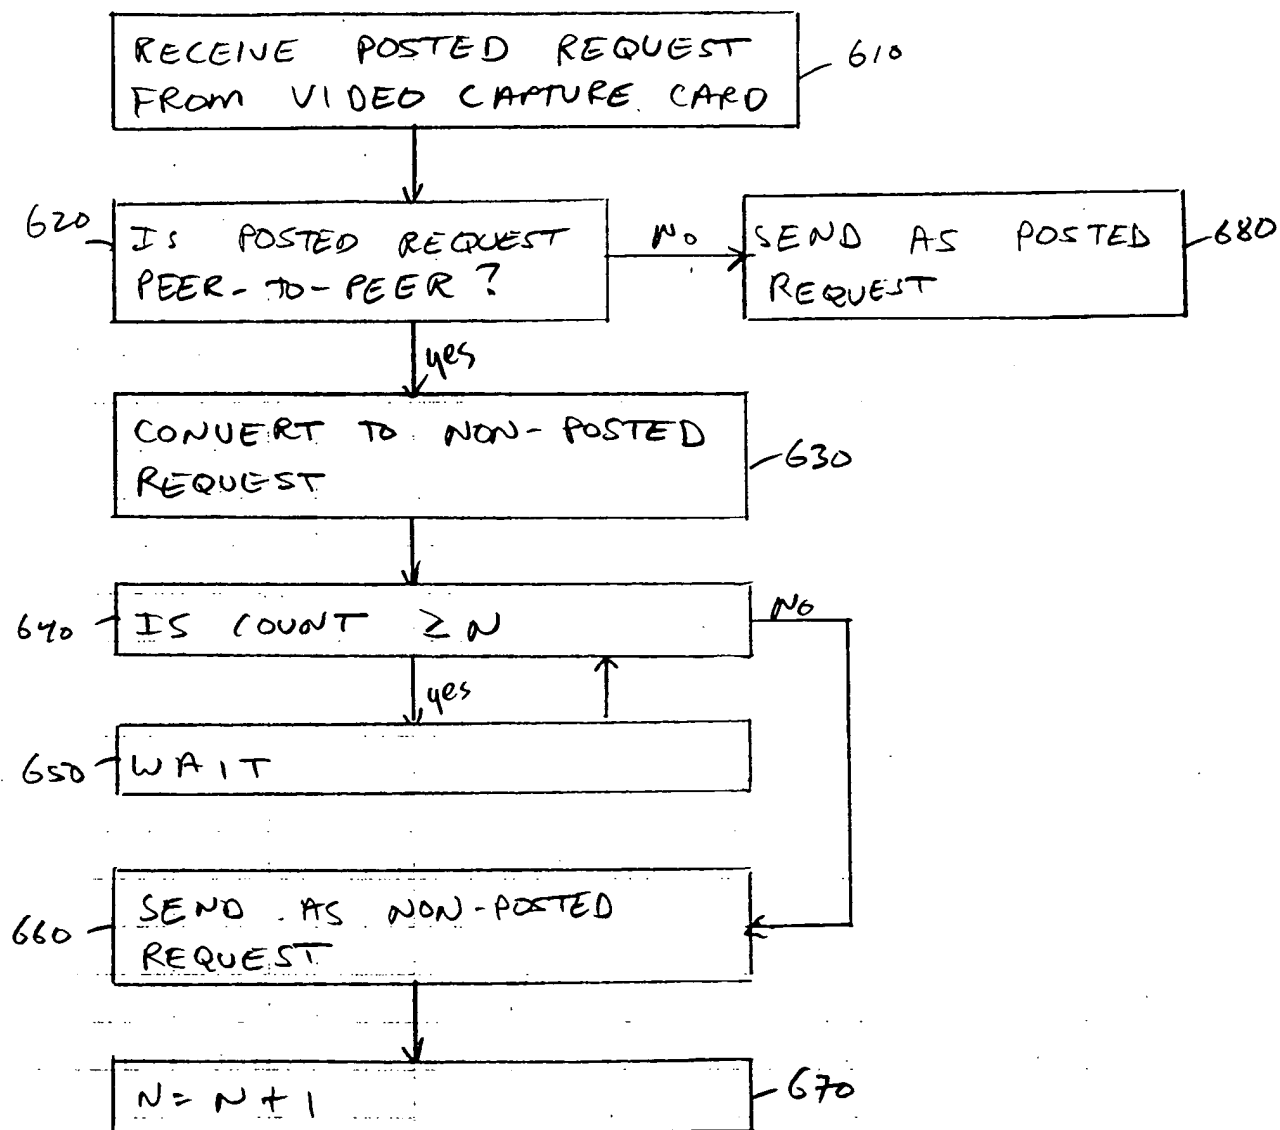 RECEIVE POSTED REQUEST
FROM VIDEO CAPTURE CARD
610
620
IS POSTED REQUEST
PEER-TO-PEER?
No
SEND AS POSTED
REQUEST
680
yes
CONVERT TO NON-POSTED
REQUEST
630
640
IS COUNT ≥ N
No
yes
650
WAIT
660
SEND AS NON-POSTED
REQUEST
N = N + 1
670